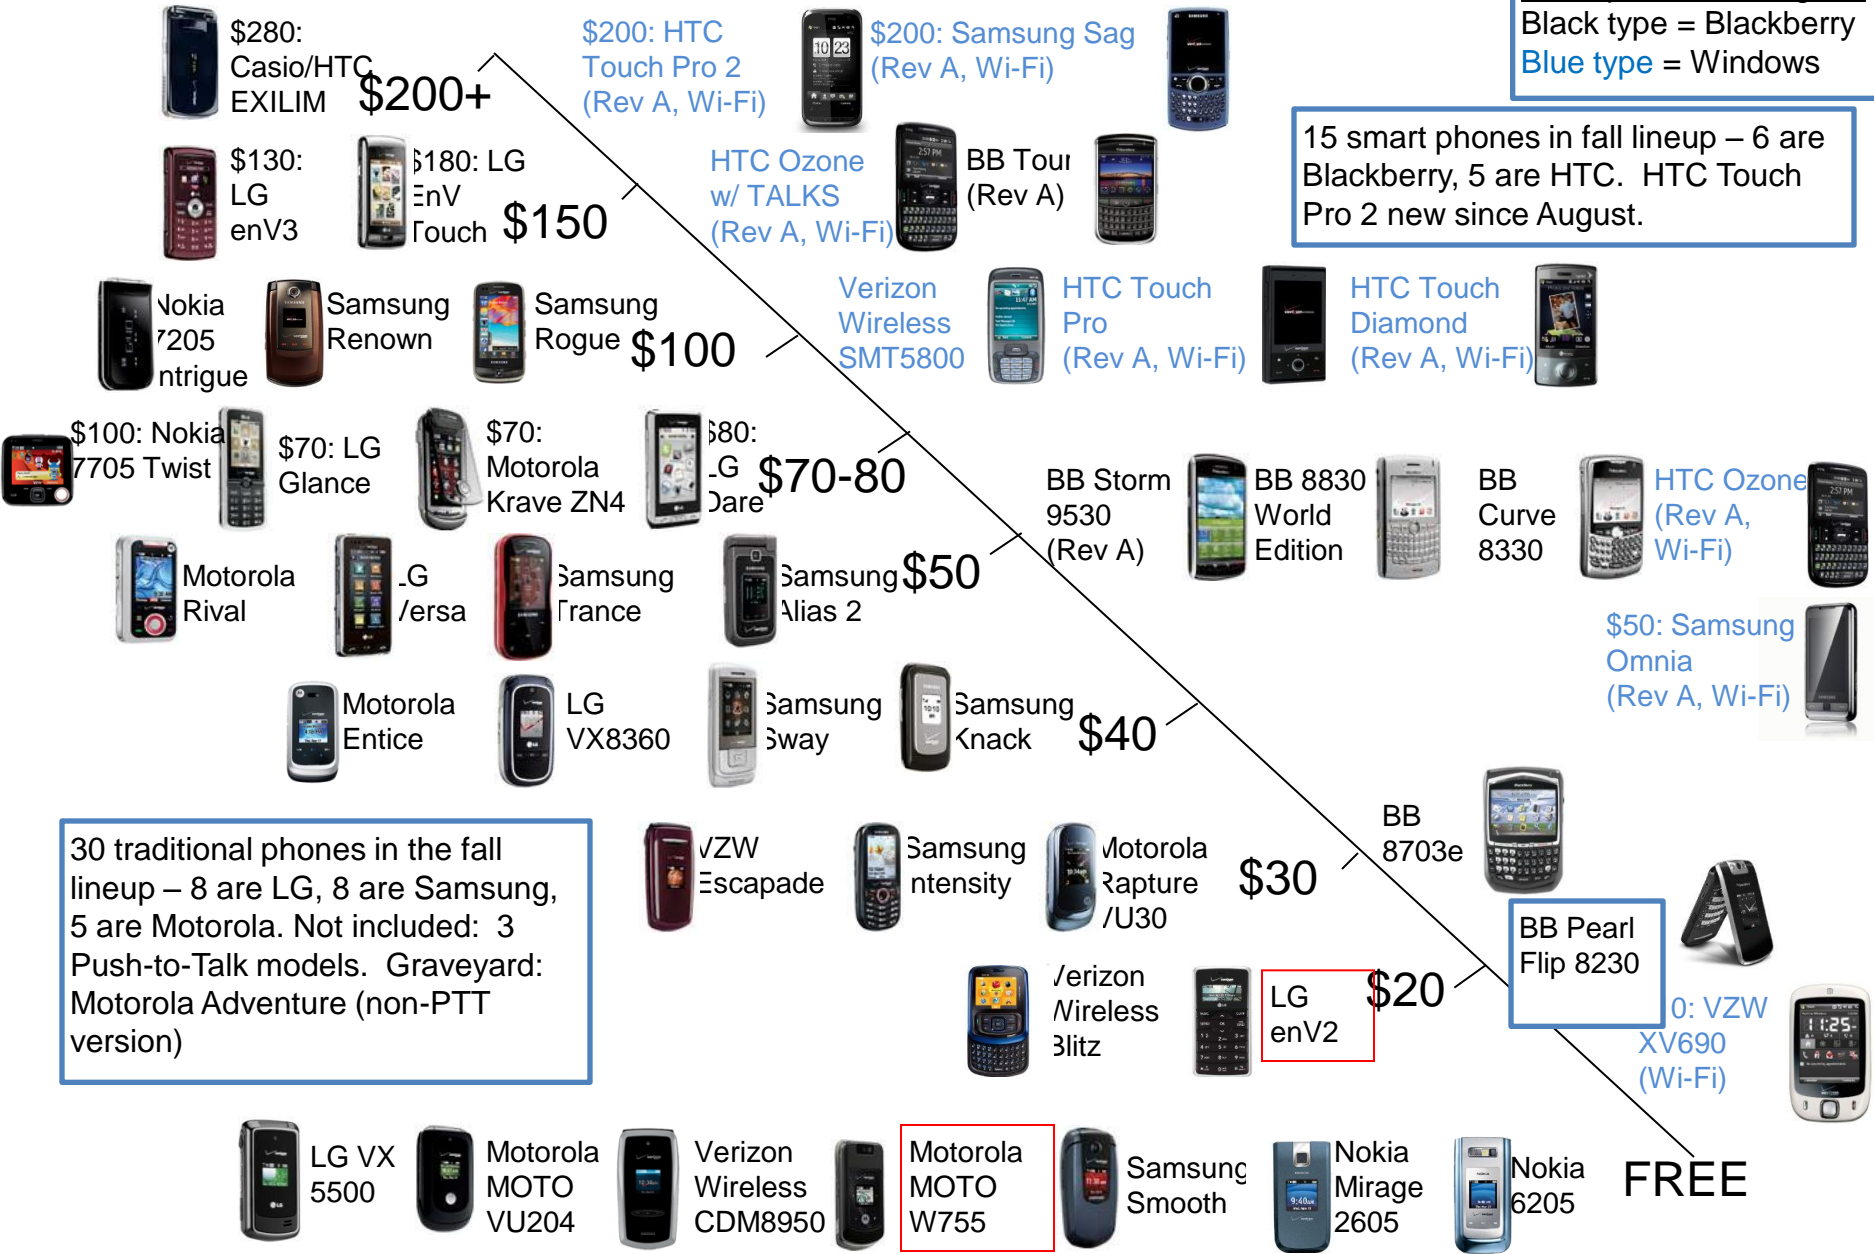 $280:
Casio/HTC
EXILIM
$200+
$200: HTC
Touch Pro 2
(Rev A, Wi-Fi)
$200: Samsung Sag
(Rev A, Wi-Fi)
Black type = Blackberry
Blue type = Windows
15 smart phones in fall lineup – 6 are
Blackberry, 5 are HTC. HTC Touch
Pro 2 new since August.
$130:
LG
enV3
$180: LG
EnV
Touch
$150
HTC Ozone
w/ TALKS
(Rev A, Wi-Fi)
BB Tour
(Rev A)
Nokia
7205
ntrigue
Samsung
Renown
Samsung
Rogue
$100
Verizon
Wireless
SMT5800
HTC Touch
Pro
(Rev A, Wi-Fi)
HTC Touch
Diamond
(Rev A, Wi-Fi)
$100: Nokia
7705 Twist
$70: LG
Glance
$70:
Motorola
Krave ZN4
$80:
LG
Dare
$70-80
BB Storm
9530
(Rev A)
BB 8830
World
Edition
BB
Curve
8330
HTC Ozone
(Rev A,
Wi-Fi)
Motorola
Rival
LG
Versa
Samsung
Trance
Samsung
Alias 2
$50
$50: Samsung
Omnia
(Rev A, Wi-Fi)
Motorola
Entice
LG
VX8360
Samsung
Sway
Samsung
Knack
$40
30 traditional phones in the fall
lineup – 8 are LG, 8 are Samsung,
5 are Motorola. Not included: 3
Push-to-Talk models. Graveyard:
Motorola Adventure (non-PTT
version)
VZW
Escapade
Samsung
ntensity
Motorola
Rapture
VU30
$30
BB
8703e
Verizon
Wireless
Blitz
LG
enV2
$20
BB Pearl
Flip 8230
0: VZW
XV690
(Wi-Fi)
LG VX
5500
Motorola
MOTO
VU204
Verizon
Wireless
CDM8950
Motorola
MOTO
W755
Samsung
Smooth
Nokia
Mirage
2605
Nokia
6205
FREE